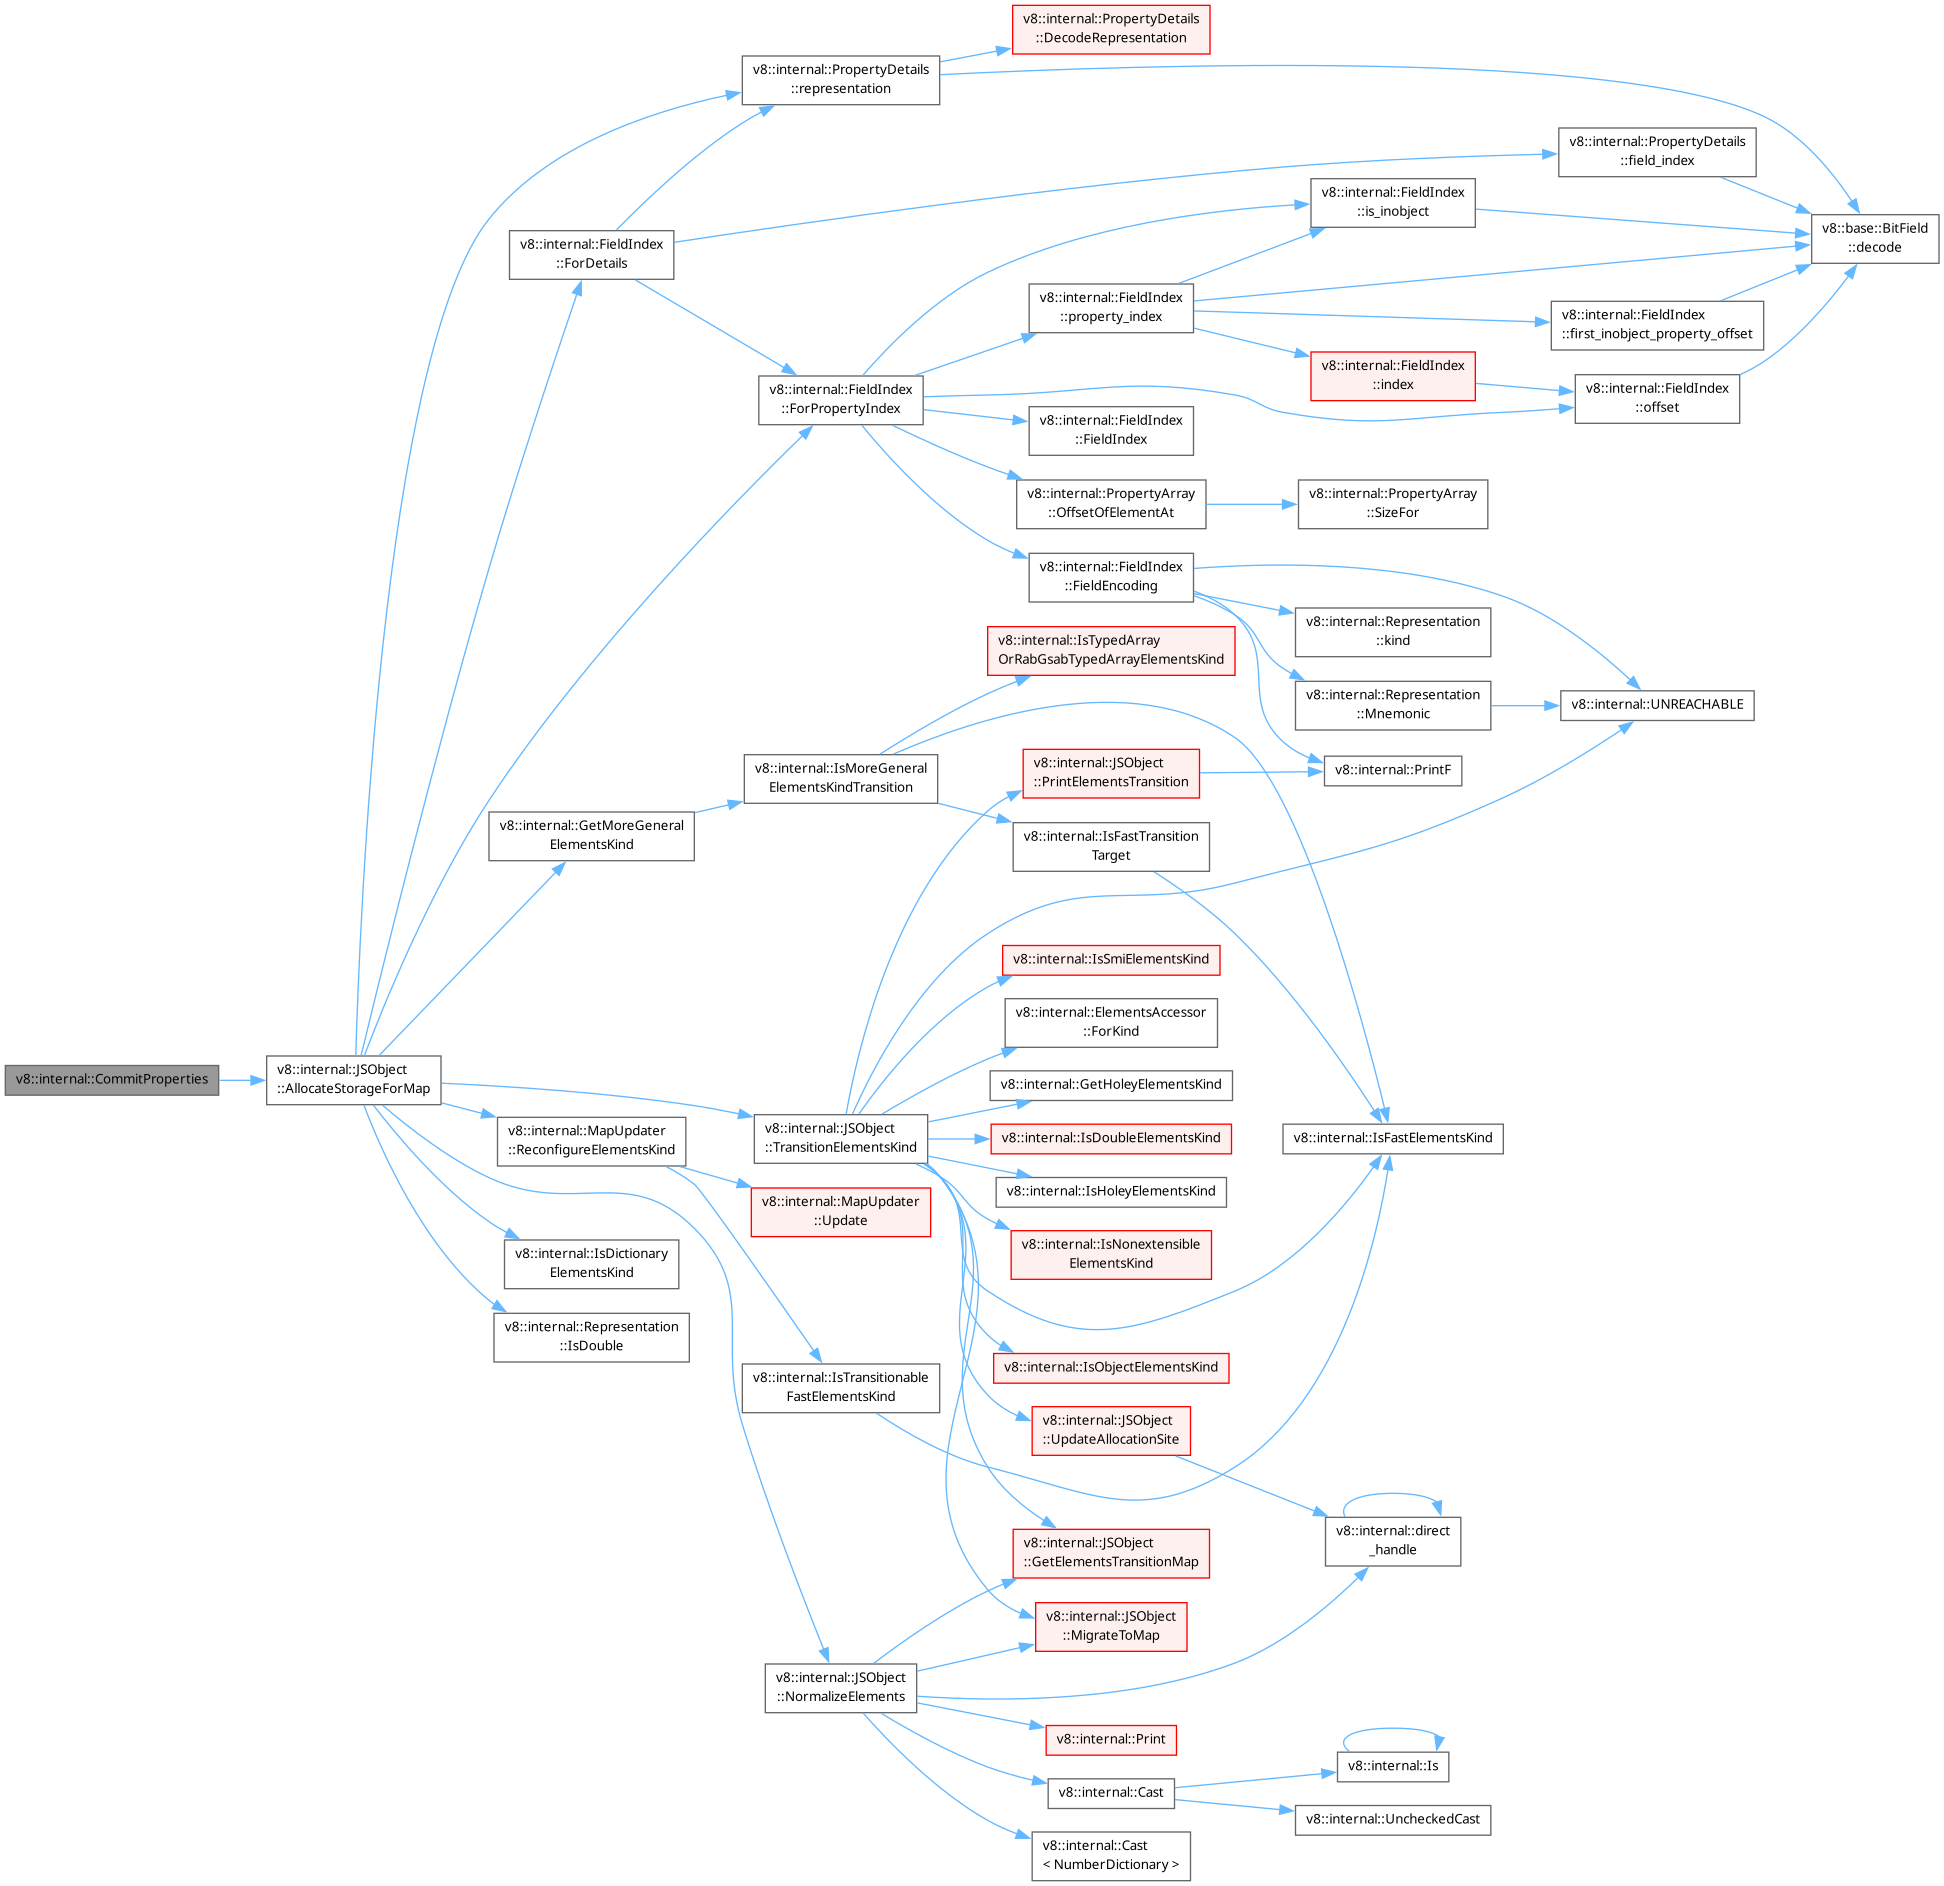 v8::internal::PropertyDetails
::DecodeRepresentation
v8::internal::PropertyDetails
::representation
v8::internal::PropertyDetails
::field_index
v8::internal::FieldIndex
::is_inobject
v8::base::BitField
::decode
v8::internal::FieldIndex
::ForDetails
v8::internal::FieldIndex
::property_index
v8::internal::FieldIndex
::first_inobject_property_offset
v8::internal::FieldIndex
::index
v8::internal::FieldIndex
::offset
v8::internal::FieldIndex
::ForPropertyIndex
v8::internal::FieldIndex
::FieldIndex
v8::internal::PropertyArray
::OffsetOfElementAt
v8::internal::PropertyArray
::SizeFor
v8::internal::FieldIndex
::FieldEncoding
v8::internal::Representation
::kind
v8::internal::IsTypedArray
OrRabGsabTypedArrayElementsKind
v8::internal::Representation
::Mnemonic
v8::internal::UNREACHABLE
v8::internal::IsMoreGeneral
ElementsKindTransition
v8::internal::JSObject
::PrintElementsTransition
v8::internal::PrintF
v8::internal::GetMoreGeneral
ElementsKind
v8::internal::IsFastTransition
Target
v8::internal::IsSmiElementsKind
v8::internal::ElementsAccessor
::ForKind
v8::internal::CommitProperties
v8::internal::JSObject
::AllocateStorageForMap
v8::internal::GetHoleyElementsKind
v8::internal::MapUpdater
::ReconfigureElementsKind
v8::internal::JSObject
::TransitionElementsKind
v8::internal::IsDoubleElementsKind
v8::internal::IsFastElementsKind
v8::internal::IsHoleyElementsKind
v8::internal::MapUpdater
::Update
v8::internal::IsDictionary
ElementsKind
v8::internal::IsNonextensible
ElementsKind
v8::internal::Representation
::IsDouble
v8::internal::IsTransitionable
FastElementsKind
v8::internal::IsObjectElementsKind
v8::internal::JSObject
::UpdateAllocationSite
v8::internal::direct
_handle
v8::internal::JSObject
::GetElementsTransitionMap
v8::internal::JSObject
::MigrateToMap
v8::internal::JSObject
::NormalizeElements
v8::internal::Print
v8::internal::Is
v8::internal::Cast
v8::internal::UncheckedCast
v8::internal::Cast
< NumberDictionary >